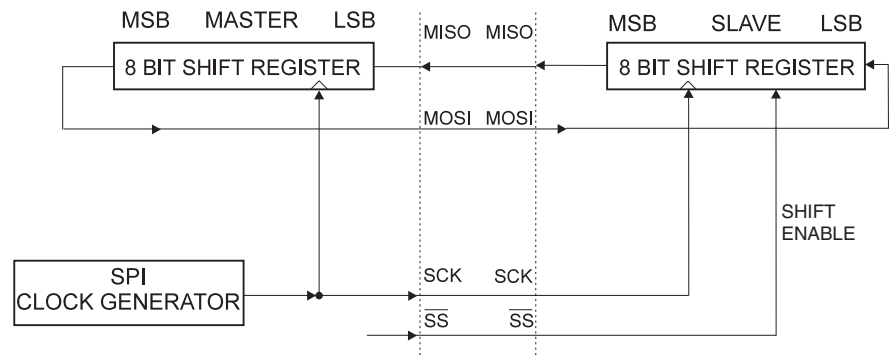 MSB MASTER LSB
MISO MISO
MSB SLAVE LSB
8 BIT SHIFT REGISTER
8 BIT SHIFT REGISTER
MOSI MOSI
SHIFT
ENABLE
SPI
CLOCK GENERATOR
SCK SCK
SS SS